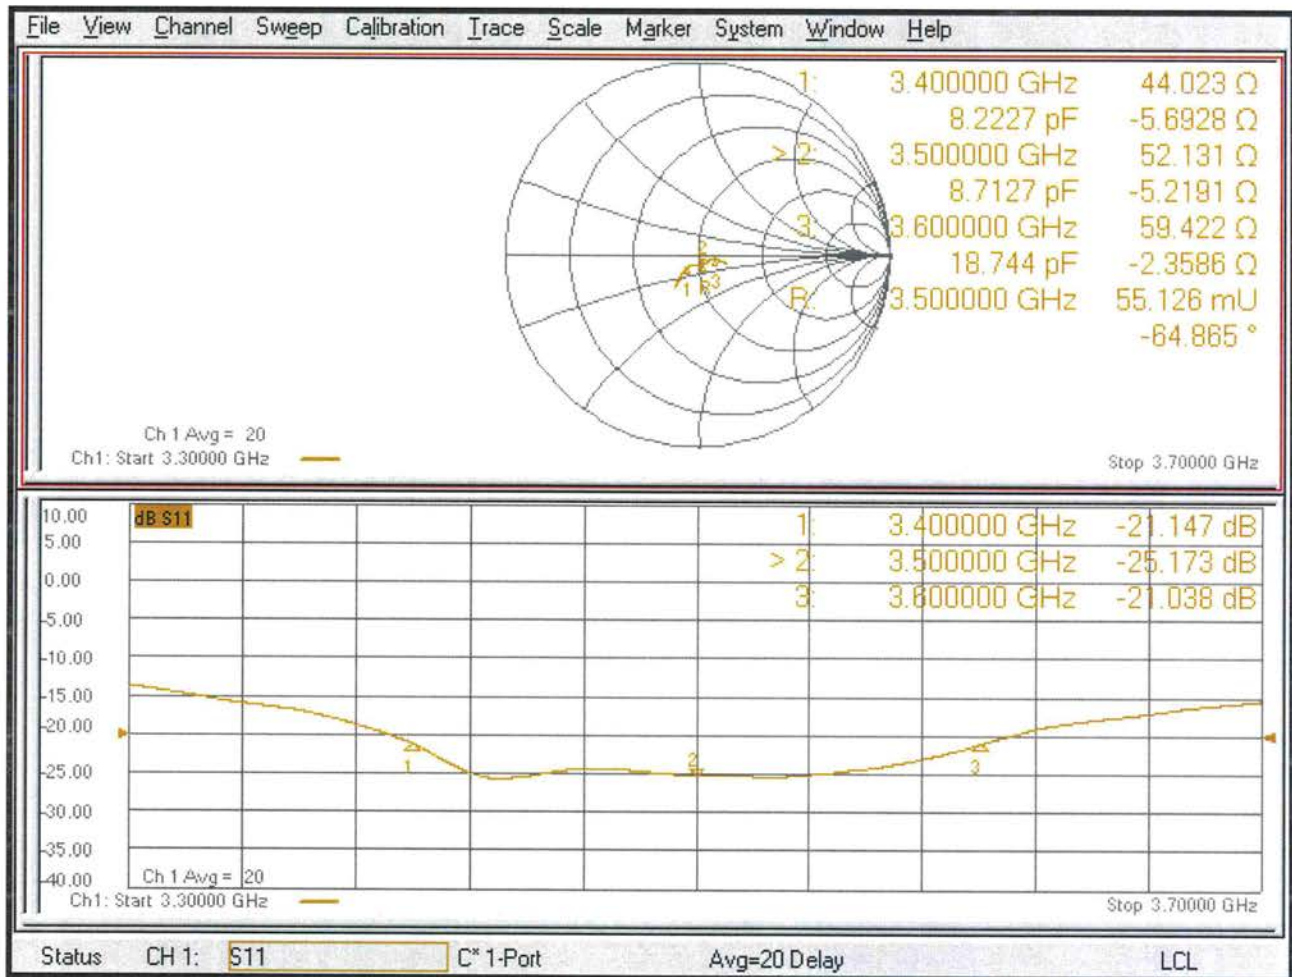 File View Channel Sweep Calibration Trace Scale Marker System Window Help
1: 3.400000 GHz 44.023 Ω
8.2227 pF -5.6928 Ω
> 2: 3.500000 GHz 52.131 Ω
8.7127 pF -5.2191 Ω
3: 3.600000 GHz 59.422 Ω
18.744 pF -2.3586 Ω
R: 3.500000 GHz 55.126 mU
-64.865 °
2
1 R 3
Ch 1 Avg = 20
Ch1: Start 3.30000 GHz
Stop 3.70000 GHz
dB S11
1: 3.400000 GHz -21.147 dB
> 2: 3.500000 GHz -25.173 dB
3: 3.600000 GHz -21.038 dB
10.00
5.00
0.00
-5.00
-10.00
-15.00
-20.00
-25.00
-30.00
-35.00
-40.00
1 2 3
Ch 1 Avg = 20
Ch1: Start 3.30000 GHz
Stop 3.70000 GHz
Status CH 1: S11 C* 1-Port Avg=20 Delay LCL